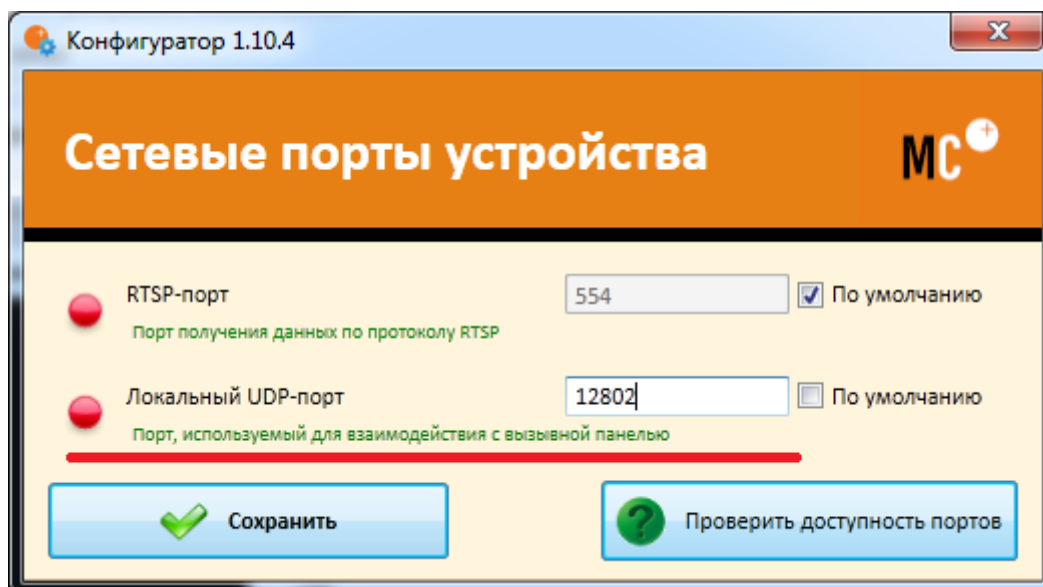 Конфигуратор 1.10.4
Сетевые порты устройства
МС+
RTSP-порт 554 По умолчанию
Порт получения данных по протоколу RTSP
Локальный UDP-порт 12802 По умолчанию
Порт, используемый для взаимодействия с вызывной панелью
Сохранить
Проверить доступность портов